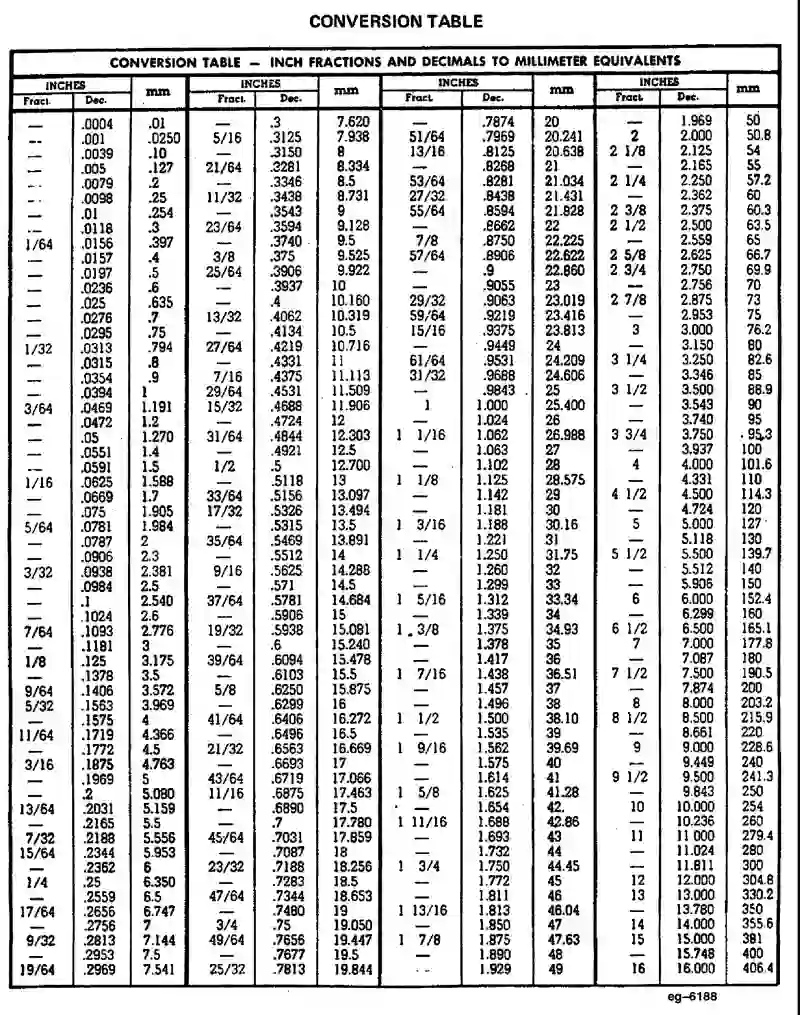 CONVERSION TABLE
CONVERSION TABLE — INCH FRACTIONS AND DECIMALS TO MILLIMETER EQUIVALENTS
INCHES mm INCHES mm INCHES mm INCHES mm
Fract. Dec. Fract. Dec. Fract. Dec. Fract. Dec.
— .0004 .01 — .3 7.620 — .7874 20 — 1.969 50
— .001 .0250 5/16 .3125 7.938 51/64 .7969 20.241 2 2.000 50.8
— .0039 .10 — .3150 8 13/16 .8125 20.638 2 1/8 2.125 54
— .005 .127 21/64 .3281 8.334 — .8268 21 — 2.165 55
— .0079 .2 — .3346 8.5 53/64 .8281 21.034 2 1/4 2.250 57.2
— .0098 .25 11/32 .3438 8.731 27/32 .8438 21.431 — 2.362 60
— .01 .254 — .3543 9 55/64 .8594 21.828 2 3/8 2.375 60.3
— .0118 .3 23/64 .3594 9.128 — .8662 22 2 1/2 2.500 63.5
1/64 .0156 .397 — .3740 9.5 7/8 .8750 22.225 — 2.559 65
— .0157 .4 3/8 .375 9.525 57/64 .8906 22.622 2 5/8 2.625 66.7
— .0197 .5 25/64 .3906 9.922 — .9 22.860 2 3/4 2.750 69.9
— .0236 .6 — .3937 10 — .9055 23 — 2.756 70
— .025 .635 — .4 10.160 29/32 .9063 23.019 2 7/8 2.875 73
— .0276 .7 13/32 .4062 10.319 59/64 .9219 23.416 — 2.953 75
— .0295 .75 — .4134 10.5 15/16 .9375 23.813 3 3.000 76.2
1/32 .0313 .794 27/64 .4219 10.716 — .9449 24 — 3.150 80
— .0315 .8 — .4331 11 61/64 .9531 24.209 3 1/4 3.250 82.6
— .0354 .9 7/16 .4375 11.113 31/32 .9688 24.606 — 3.346 85
— .0394 1 29/64 .4531 11.509 — .9843 25 3 1/2 3.500 88.9
3/64 .0469 1.191 15/32 .4688 11.906 1 1.000 25.400 — 3.543 90
— .0472 1.2 — .4724 12 — 1.024 26 — 3.740 95
— .05 1.270 31/64 .4844 12.303 1 1/16 1.062 26.988 3 3/4 3.750 95.3
— .0551 1.4 — .4921 12.5 — 1.063 27 — 3.937 100
— .0591 1.5 1/2 .5 12.700 — 1.102 28 4 4.000 101.6
1/16 .0625 1.588 — .5118 13 1 1/8 1.125 28.575 — 4.331 110
— .0669 1.7 33/64 .5156 13.097 — 1.142 29 4 1/2 4.500 114.3
— .075 1.905 17/32 .5326 13.494 — 1.181 30 — 4.724 120
5/64 .0781 1.984 — .5315 13.5 1 3/16 1.188 30.16 5 5.000 127
— .0787 2 35/64 .5469 13.891 — 1.221 31 — 5.118 130
— .0906 2.3 — .5512 14 1 1/4 1.250 31.75 5 1/2 5.500 139.7
3/32 .0938 2.381 9/16 .5625 14.288 — 1.260 32 — 5.512 140
— .0984 2.5 — .571 14.5 — 1.299 33 — 5.906 150
— .1 2.540 37/64 .5781 14.684 1 5/16 1.312 33.34 6 6.000 152.4
— .1024 2.6 — .5906 15 — 1.339 34 — 6.299 160
7/64 .1093 2.776 19/32 .5938 15.081 1 3/8 1.375 34.93 6 1/2 6.500 165.1
— .1181 3 — .6 15.240 — 1.378 35 7 7.000 177.8
1/8 .125 3.175 39/64 .6094 15.478 — 1.417 36 — 7.087 180
— .1378 3.5 — .6103 15.5 1 7/16 1.438 36.51 7 1/2 7.500 190.5
9/64 .1406 3.572 5/8 .6250 15.875 — 1.457 37 — 7.874 200
5/32 .1563 3.969 — .6299 16 — 1.496 38 8 8.000 203.2
— .1575 4 41/64 .6406 16.272 1 1/2 1.500 38.10 8 1/2 8.500 215.9
11/64 .1719 4.366 — .6496 16.5 — 1.535 39 — 8.661 220
— .1772 4.5 21/32 .6563 16.669 1 9/16 1.562 39.69 9 9.000 228.6
3/16 .1875 4.763 — .6693 17 — 1.575 40 — 9.449 240
— .1969 5 43/64 .6719 17.066 — 1.614 41 9 1/2 9.500 241.3
— .2 5.080 11/16 .6875 17.463 1 5/8 1.625 41.28 — 9.843 250
13/64 .2031 5.159 — .6890 17.5 — 1.654 42. 10 10.000 254
— .2165 5.5 — .7 17.780 1 11/16 1.688 42.86 — 10.236 260
7/32 .2188 5.556 45/64 .7031 17.859 — 1.693 43 11 11 000 279.4
15/64 .2344 5.953 — .7087 18 — 1.732 44 — 11.024 280
— .2362 6 23/32 .7188 18.256 1 3/4 1.750 44.45 — 11.811 300
1/4 .25 6.350 — .7283 18.5 — 1.772 45 12 12.000 304.8
— .2559 6.5 47/64 .7344 18.653 — 1.811 46 13 13.000 330.2
17/64 .2656 6.747 — .7480 19 1 13/16 1.813 46.04 — 13.780 350
— .2756 7 3/4 .75 19.050 — 1.850 47 14 14.000 355.6
9/32 .2813 7.144 49/64 .7656 19.447 1 7/8 1.875 47.63 15 15.000 381
— .2953 7.5 — .7677 19.5 — 1.890 48 — 15.748 400
19/64 .2969 7.541 25/32 .7813 19.844 — 1.929 49 16 16.000 406.4
eg–6188